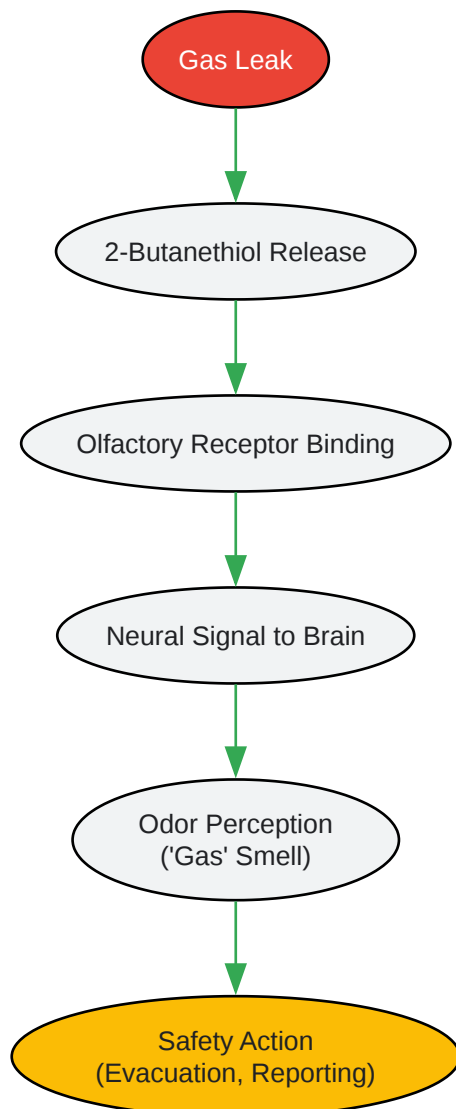 Gas Leak
2-Butanethiol Release
Olfactory Receptor Binding
Neural Signal to Brain
Odor Perception
('Gas' Smell)
Safety Action
(Evacuation, Reporting)